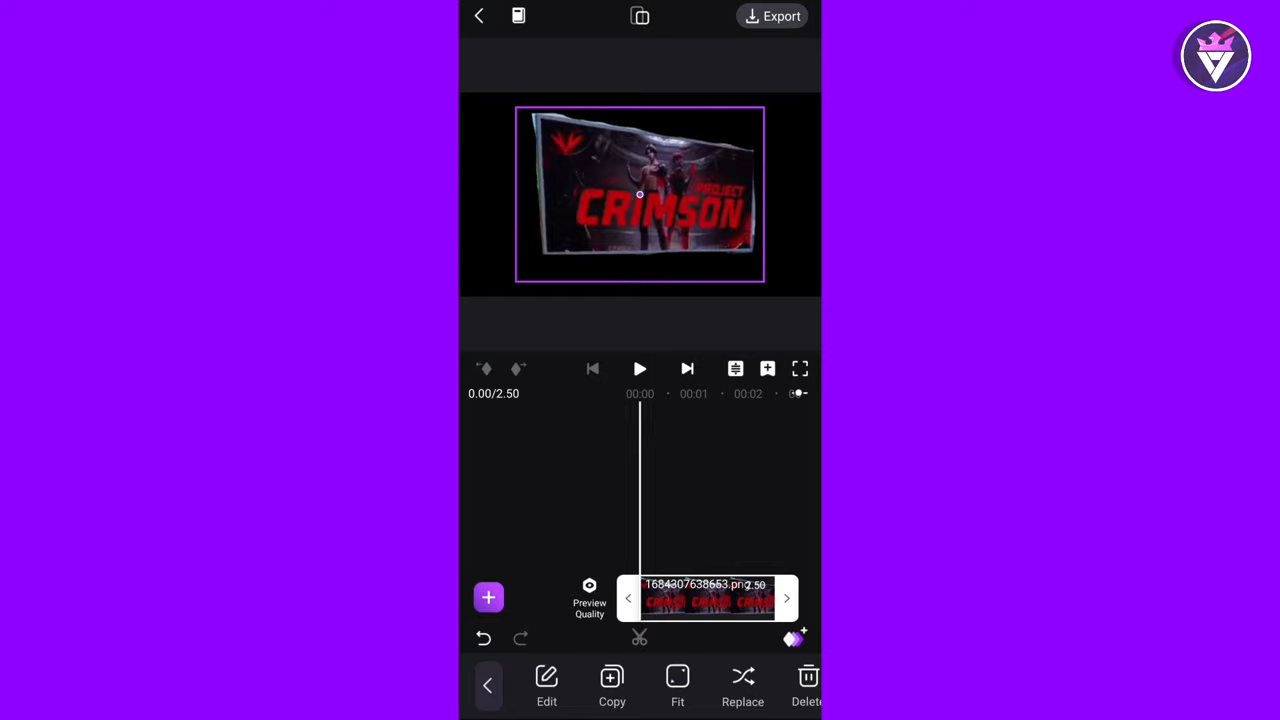 Export
PROJECT
CRIMSON
0.00/2.50
00:00
00:01
00:02
1684307638653.png
2.50
Preview
Quality
Edit
Copy
Fit
Replace
Delete